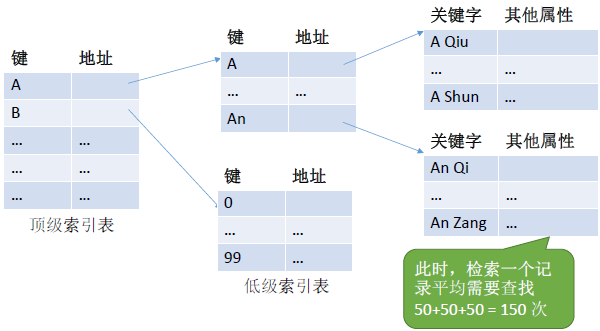 键 地址
A
B
... ...
... ...
... ...
顶级索引表
键 地址
A
... ...
An
键 地址
0
... ...
99 ...
低级索引表
关键字 其他属性
A Qiu
... ...
A Shun ...
关键字 其他属性
An Qi
... ...
An Zang ...
此时，检索一个记
录平均需要查找
50+50+50 = 150 次